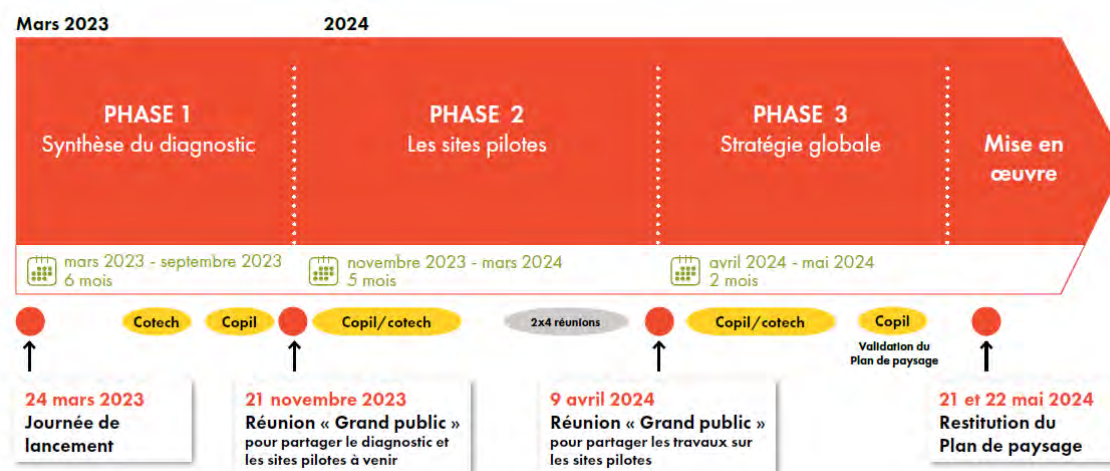 Mars 2023
2024
PHASE 1
Synthèse du diagnostic
PHASE 2
Les sites pilotes
PHASE 3
Stratégie globale
Mise en
œuvre
mars 2023 - septembre 2023
6 mois
novembre 2023 - mars 2024
5 mois
avril 2024 - mai 2024
2 mois
Cotech
Copil
Copil/cotech
2x4 réunions
Copil/cotech
Copil
Validation du
Plan de paysage
24 mars 2023
Journée de
lancement
21 novembre 2023
Réunion « Grand public »
pour partager le diagnostic et
les sites pilotes à venir
9 avril 2024
Réunion « Grand public »
pour partager les travaux sur
les sites pilotes
21 et 22 mai 2024
Restitution du
Plan de paysage